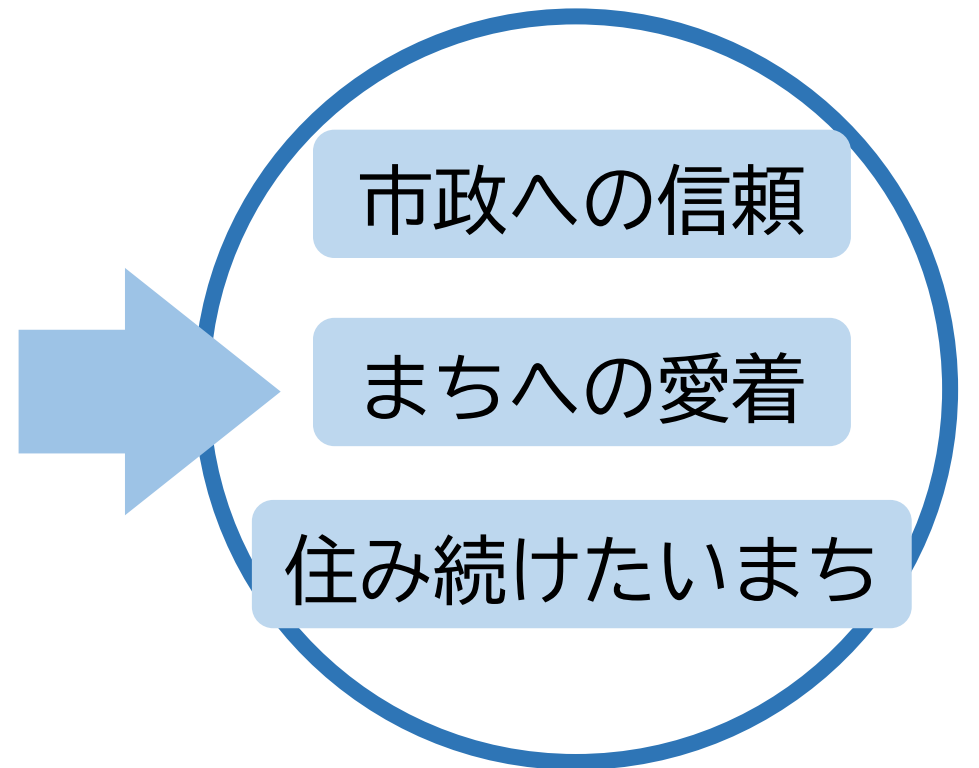 市政への信頼
まちへの愛着
住み続けたいまち